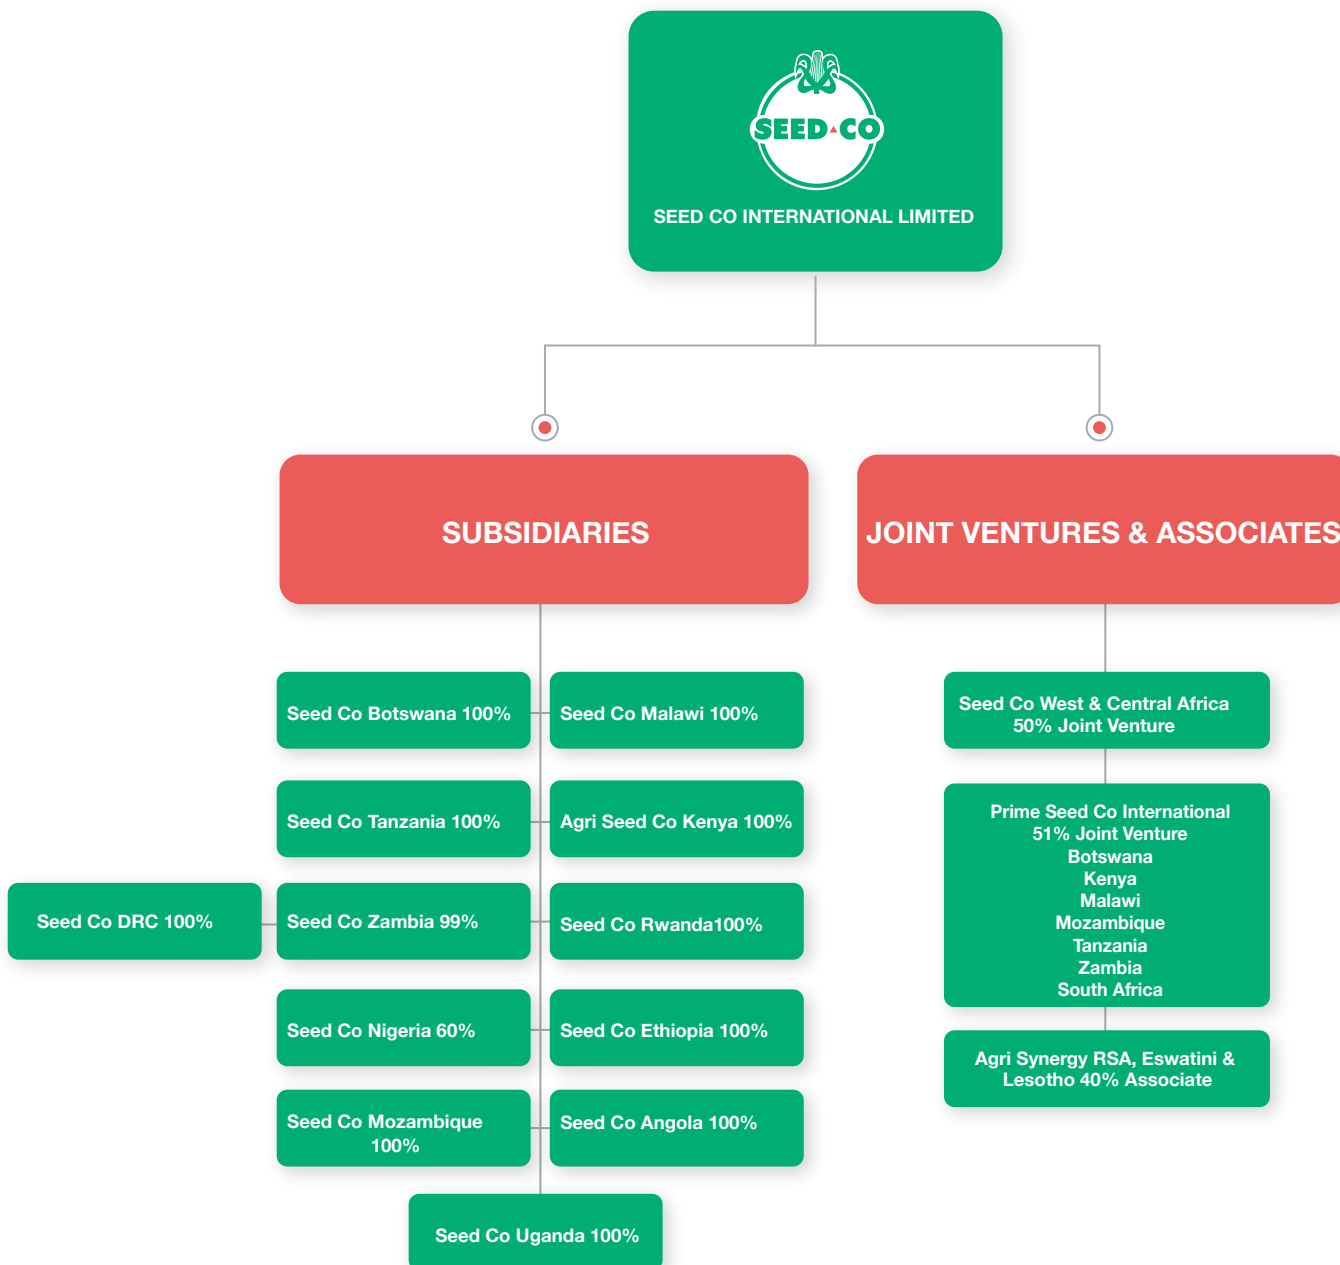 SEED CO
SEED CO INTERNATIONAL LIMITED
SUBSIDIARIES
JOINT VENTURES & ASSOCIATES
Seed Co Botswana 100%
Seed Co Malawi 100%
Seed Co Tanzania 100%
Agri Seed Co Kenya 100%
Seed Co DRC 100%
Seed Co Zambia 99%
Seed Co Rwanda100%
Seed Co Nigeria 60%
Seed Co Ethiopia 100%
Seed Co Mozambique
100%
Seed Co Angola 100%
Seed Co Uganda 100%
Seed Co West & Central Africa
50% Joint Venture
Prime Seed Co International
51% Joint Venture
Botswana
Kenya
Malawi
Mozambique
Tanzania
Zambia
South Africa
Agri Synergy RSA, Eswatini &
Lesotho 40% Associate